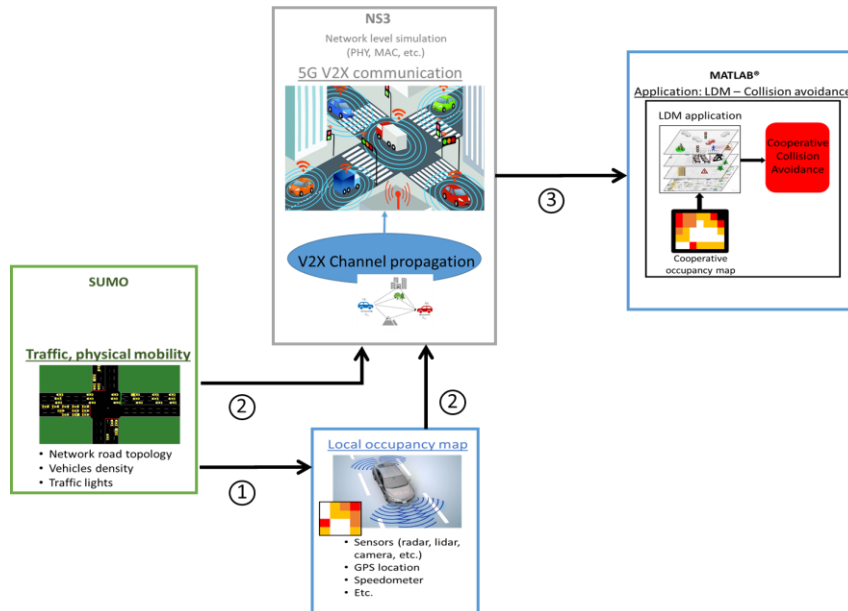 NS3
Network level simulation
(PHY, MAC, etc.)
5G V2X communication
V2X Channel propagation
MATLAB®
Application: LDM – Collision avoidance
LDM application
Cooperative
Collision
Avoidance
Cooperative
occupancy map
③
SUMO
Traffic, physical mobility
• Network road topology
• Vehicles density
• Traffic lights
②
①
②
Local occupancy map
• Sensors (radar, lidar,
camera, etc.)
• GPS location
• Speedometer
• Etc.